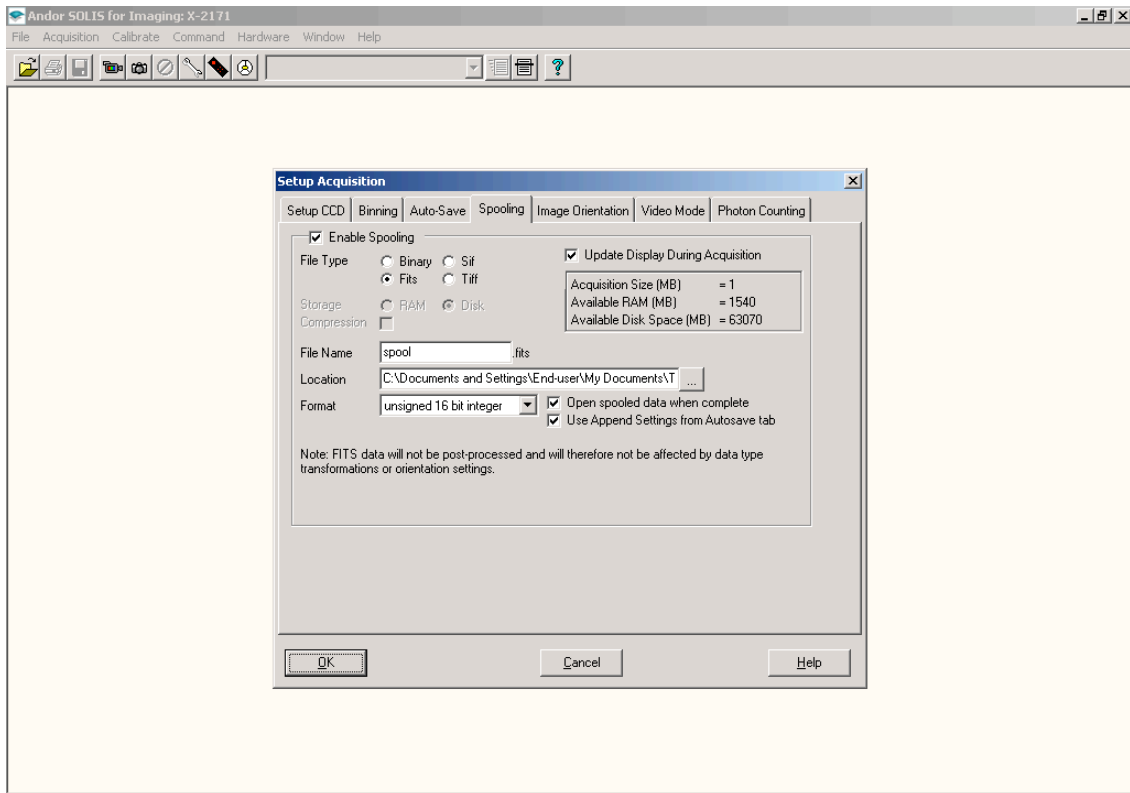 Andor SOLIS for Imaging: X-2171
File Acquisition Calibrate Command Hardware Window Help
Setup Acquisition
Setup CCD Binning Auto-Save Spooling Image Orientation Video Mode Photon Counting
Enable Spooling
Update Display During Acquisition
File Type Binary Sif
Fits Tiff
Acquisition Size (MB) = 1
Available RAM (MB) = 1540
Available Disk Space (MB) = 63070
Storage RAM Disk
Compression
File Name spool .fits
Location C:\Documents and Settings\End-user\My Documents\T ...
Format unsigned 16 bit integer Open spooled data when complete
Use Append Settings from Autosave tab
Note: FITS data will not be post-processed and will therefore not be affected by data type
transformations or orientation settings.
OK Cancel Help